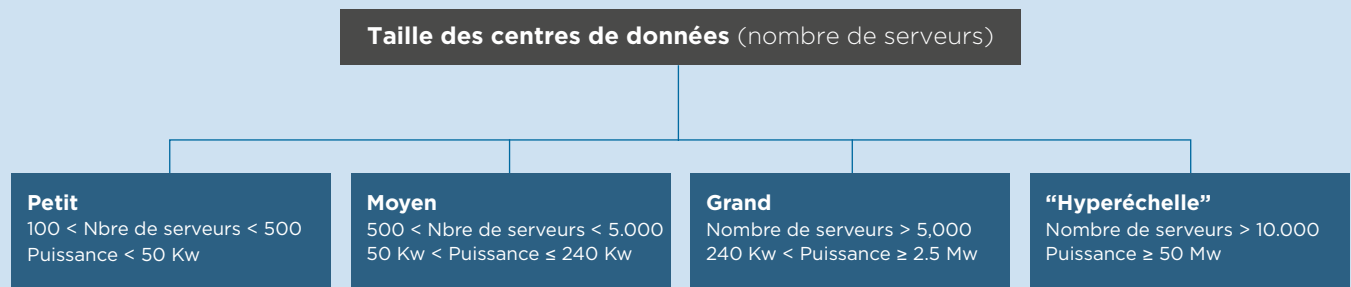 Taille des centres de données (nombre de serveurs)
Petit
100 < Nbre de serveurs < 500
Puissance < 50 Kw
Moyen
500 < Nbre de serveurs < 5.000
50 Kw < Puissance ≤ 240 Kw
Grand
Nombre de serveurs > 5,000
240 Kw < Puissance ≥ 2.5 Mw
“Hyperéchelle”
Nombre de serveurs > 10.000
Puissance ≥ 50 Mw